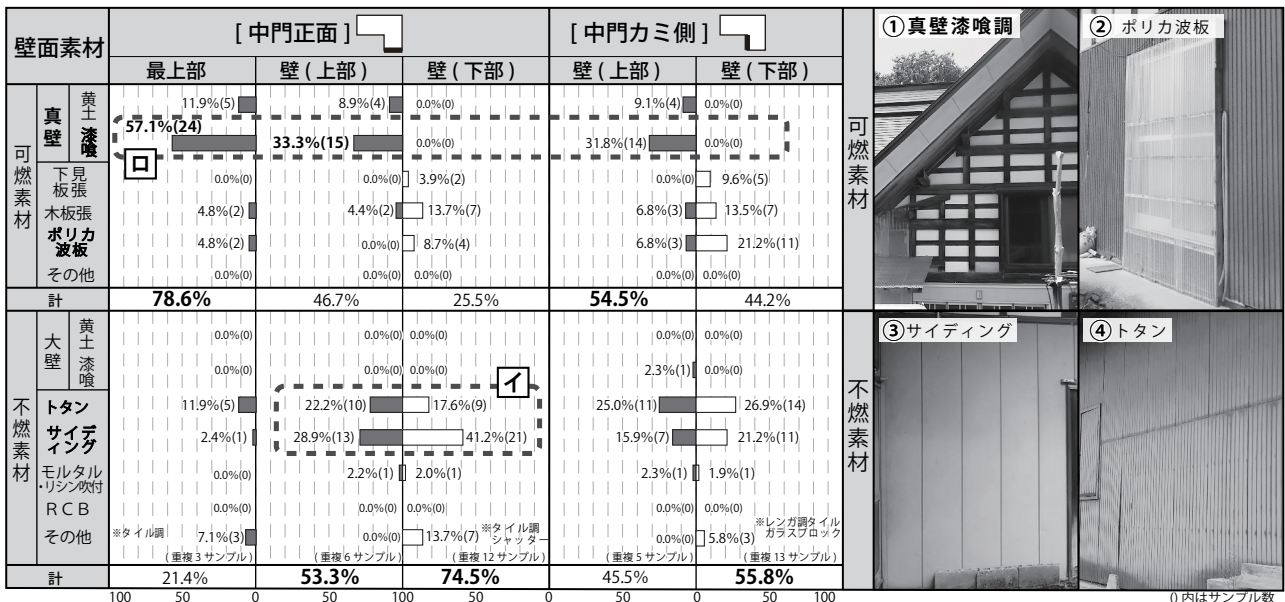 壁面素材 [ 中門正面 ] [ 中門カミ側 ]
最上部 壁 ( 上部 ) 壁 ( 下部 ) 壁 ( 上部 ) 壁 ( 下部 )
可燃素材
真壁 黄土 11.9%(5) 8.9%(4) 0.0%(0) 9.1%(4) 0.0%(0)
漆喰 57.1%(24) 33.3%(15) 0.0%(0) 31.8%(14) 0.0%(0)
ロ
下見板張 0.0%(0) 0.0%(0) 3.9%(2) 0.0%(0) 9.6%(5)
木板張 4.8%(2) 4.4%(2) 13.7%(7) 6.8%(3) 13.5%(7)
ポリカ波板 4.8%(2) 0.0%(0) 8.7%(4) 6.8%(3) 21.2%(11)
その他 0.0%(0) 0.0%(0) 0.0%(0) 0.0%(0) 0.0%(0)
計 78.6% 46.7% 25.5% 54.5% 44.2%
不燃素材
大壁 黄土 0.0%(0) 0.0%(0) 0.0%(0) 0.0%(0) 0.0%(0)
漆喰 0.0%(0) 0.0%(0) 0.0%(0) 2.3%(1) 0.0%(0)
イ
トタン 11.9%(5) 22.2%(10) 17.6%(9) 25.0%(11) 26.9%(14)
サイディング 2.4%(1) 28.9%(13) 41.2%(21) 15.9%(7) 21.2%(11)
モルタル・リシン吹付 0.0%(0) 2.2%(1) 2.0%(1) 2.3%(1) 1.9%(1)
RCB 0.0%(0) 0.0%(0) 0.0%(0) 0.0%(0) 0.0%(0)
その他 ※タイル調 7.1%(3) 0.0%(0) 13.7%(7) ※タイル調シャッター 0.0%(0) 5.8%(3) ※レンガ調タイルガラスブロック
(重複3サンプル) (重複6サンプル) (重複12サンプル) (重複5サンプル) (重複13サンプル)
計 21.4% 53.3% 74.5% 45.5% 55.8%
100 50 0 50 0 100 50 0 100 50 0 50 100
() 内はサンプル数
可燃素材
①真壁漆喰調
②ポリカ波板
不燃素材
③サイディング
④トタン